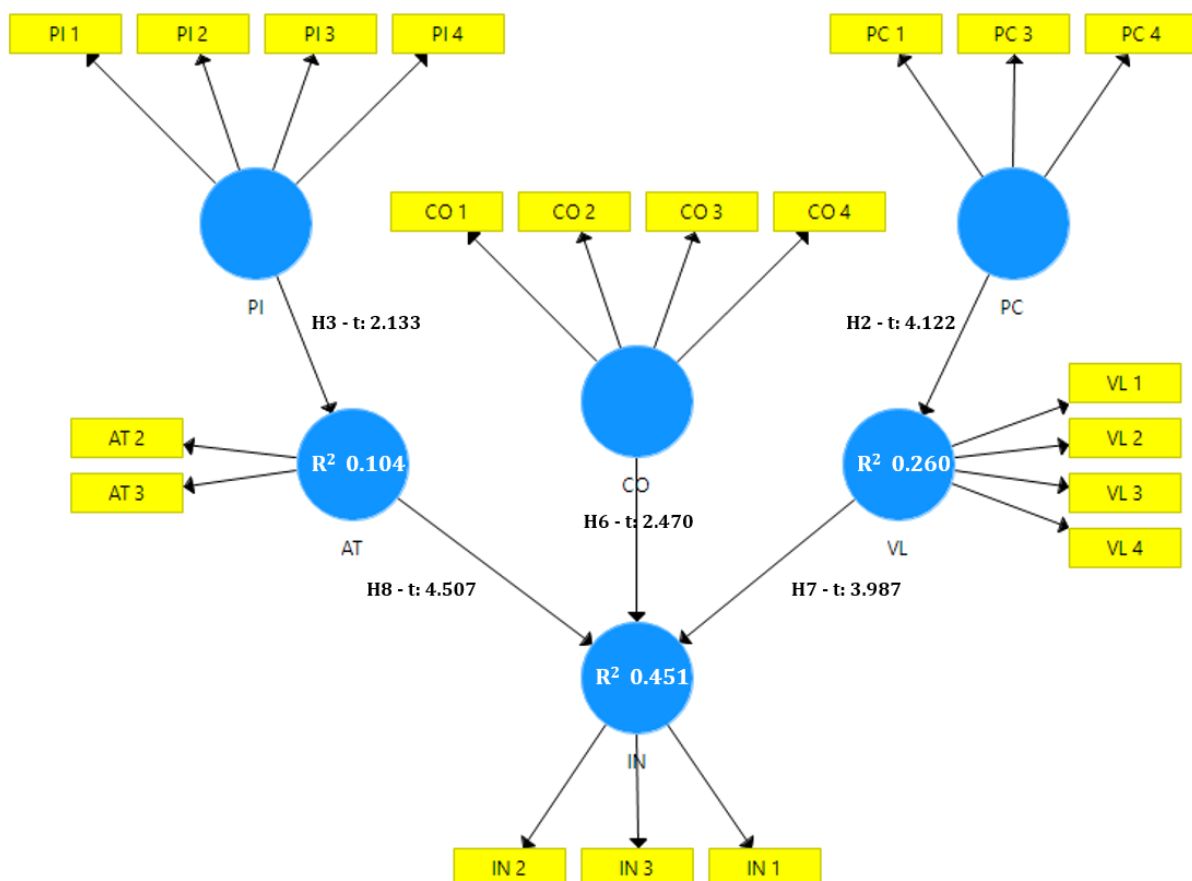 PI 1
PI 2
PI 3
PI 4
PC 1
PC 3
PC 4
CO 1
CO 2
CO 3
CO 4
PI
PC
H3 - t: 2.133
H2 - t: 4.122
VL 1
VL 2
VL 3
VL 4
AT 2
AT 3
R² 0.104
R² 0.260
CO
H6 - t: 2.470
AT
VL
H8 - t: 4.507
H7 - t: 3.987
R² 0.451
IN
IN 2
IN 3
IN 1